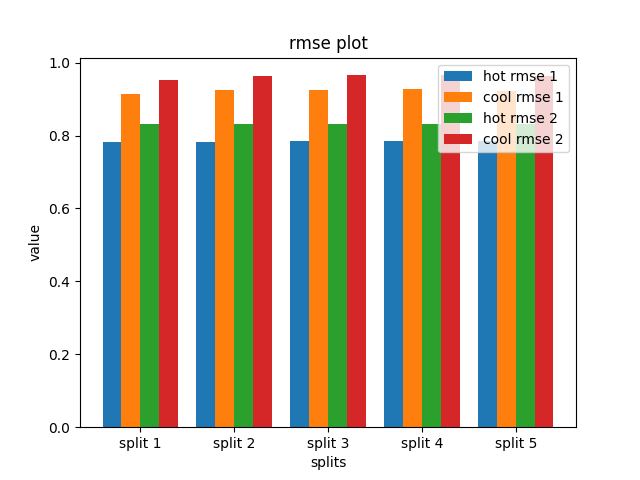 rmse plot
1.0
0.8
0.6
0.4
0.2
0.0
value
hot rmse 1
cool rmse 1
hot rmse 2
cool rmse 2
split 1 split 2 split 3 split 4 split 5
splits